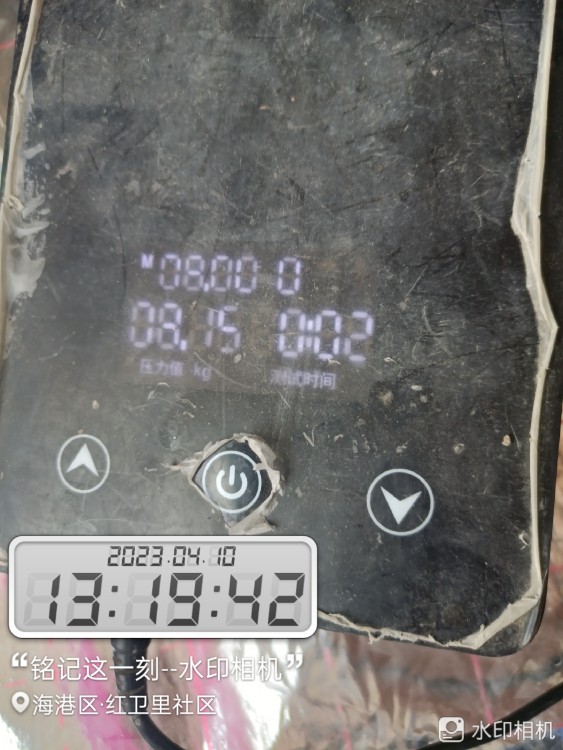 M 08.00 0
08.75 0:02
压力值 kg 测试时间
2023.04.10
13:19:42
“铭记这一刻--水印相机”
海港区·红卫里社区
水印相机